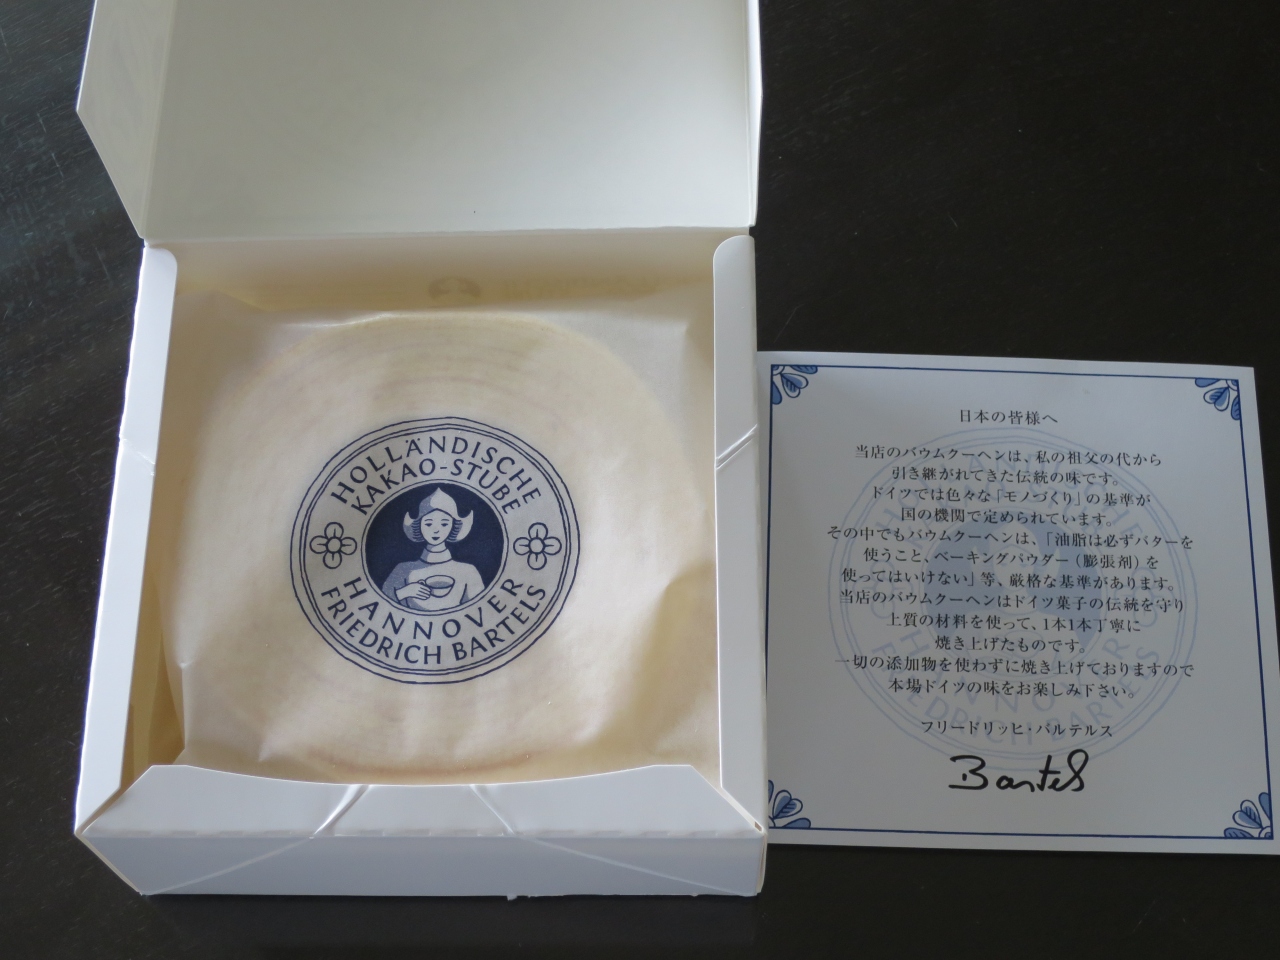 HOLLÄNDISCHE
KAKAO-STUBE
HANNOVER
FRIEDRICH BARTELS
日本の皆様へ
当店のバウムクーヘンは、私の祖父の代から
引き継がれてきた伝統の味です。
ドイツでは色々な「モノづくり」の基準が
国の機関で定められています。
その中でもバウムクーヘンは、「油脂は必ずバターを
使うこと、ベーキングパウダー（膨張剤）を
使ってはいけない」等、厳格な基準があります。
当店のバウムクーヘンはドイツ菓子の伝統を守り
上質の材料を使って、1本1本丁寧に
焼き上げたものです。
一切の添加物を使わずに焼き上げておりますので
本場ドイツの味をお楽しみ下さい。
フリードリッヒ・バルテルス
Bartels